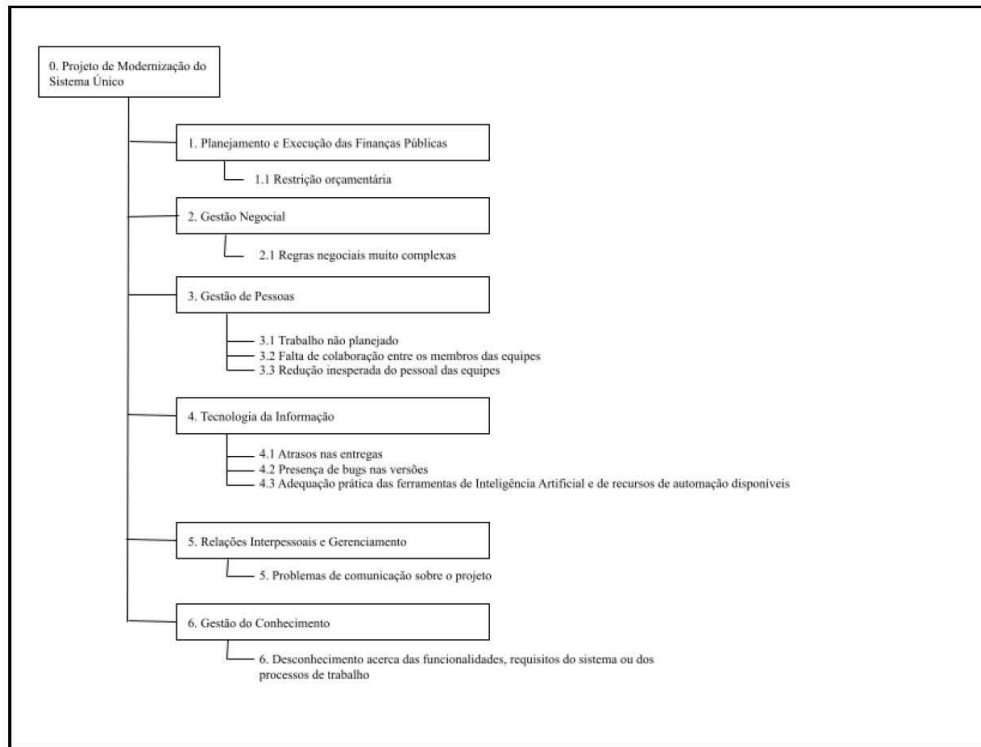 0. Projeto de Modernização do
Sistema Único
1. Planejamento e Execução das Finanças Públicas
1.1 Restrição orçamentária
2. Gestão Negocial
2.1 Regras negociais muito complexas
3. Gestão de Pessoas
3.1 Trabalho não planejado
3.2 Falta de colaboração entre os membros das equipes
3.3 Redução inesperada do pessoal das equipes
4. Tecnologia da Informação
4.1 Atrasos nas entregas
4.2 Presença de bugs nas versões
4.3 Adequação prática das ferramentas de Inteligência Artificial e de recursos de automação disponíveis
5. Relações Interpessoais e Gerenciamento
5. Problemas de comunicação sobre o projeto
6. Gestão do Conhecimento
6. Desconhecimento acerca das funcionalidades, requisitos do sistema ou dos
processos de trabalho